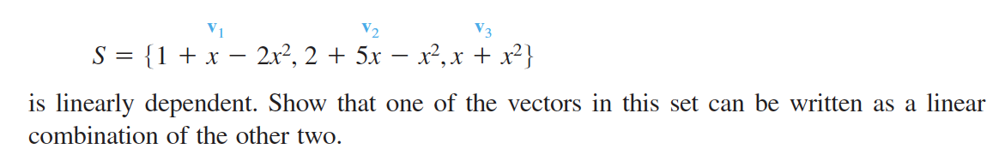 v₁ v₂ v₃
S = {1 + x − 2x², 2 + 5x − x², x + x²}
is linearly dependent. Show that one of the vectors in this set can be written as a linear
combination of the other two.